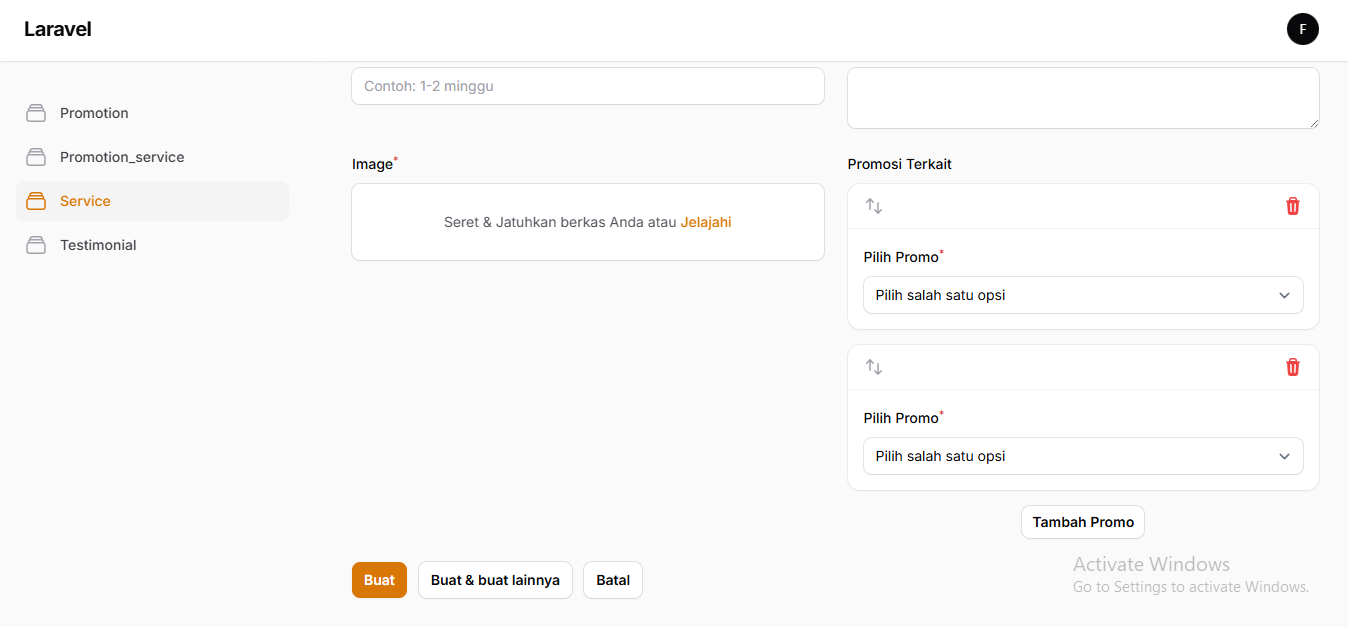 Laravel
F
Promotion
Promotion_service
Service
Testimonial
Contoh: 1-2 minggu
Image*
Seret & Jatuhkan berkas Anda atau Jelajahi
Promosi Terkait
Pilih Promo*
Pilih salah satu opsi
Pilih Promo*
Pilih salah satu opsi
Tambah Promo
Buat
Buat & buat lainnya
Batal
Activate Windows
Go to Settings to activate Windows.